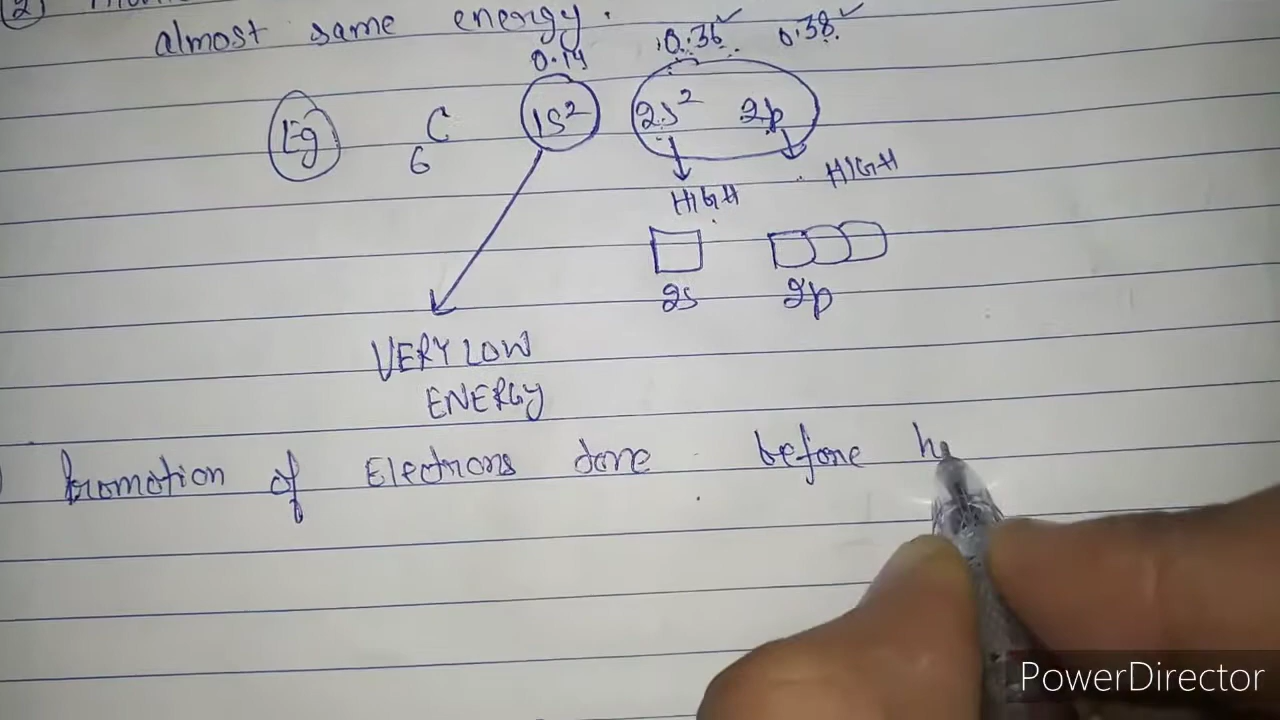 (2)
almost same energy.
0.14 0.36 ✓ 0.38 ✓
Eg 6 C 1s² 2s² 2p
HIGH HIGH
2s 2p
VERY LOW
ENERGY
Promotion of Electrons done before
PowerDirector